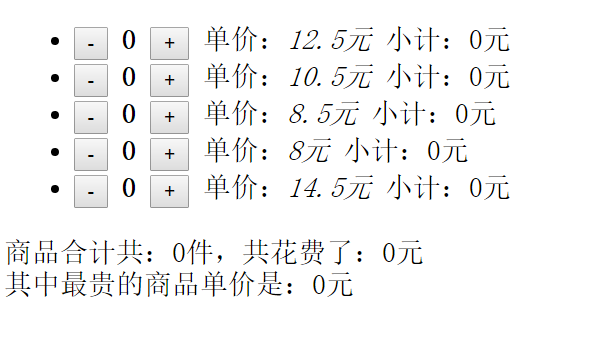 - 0 + 单价：12.5元 小计：0元
- 0 + 单价：10.5元 小计：0元
- 0 + 单价：8.5元 小计：0元
- 0 + 单价：8元 小计：0元
- 0 + 单价：14.5元 小计：0元
商品合计共：0件，共花费了：0元
其中最贵的商品单价是：0元